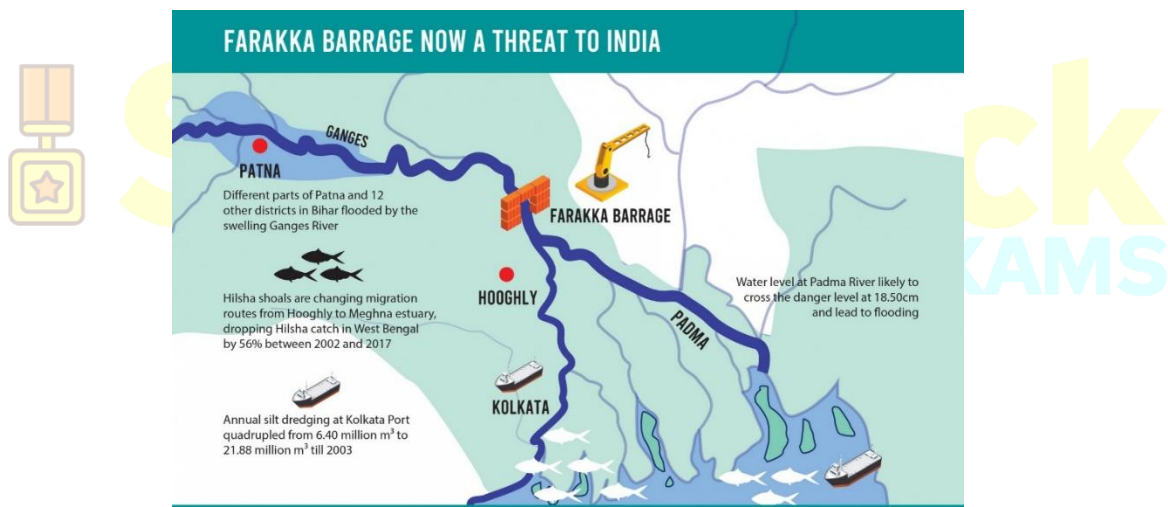 FARAKKA BARRAGE NOW A THREAT TO INDIA
GANGES
PATNA
Different parts of Patna and 12
other districts in Bihar flooded by the
swelling Ganges River
FARAKKA BARRAGE
HOOGHLY
Hilsha shoals are changing migration
routes from Hooghly to Meghna estuary,
dropping Hilsha catch in West Bengal
by 56% between 2002 and 2017
Water level at Padma River likely to
cross the danger level at 18.50cm
and lead to flooding
PADMA
KOLKATA
Annual silt dredging at Kolkata Port
quadrupled from 6.40 million m³ to
21.88 million m³ till 2003